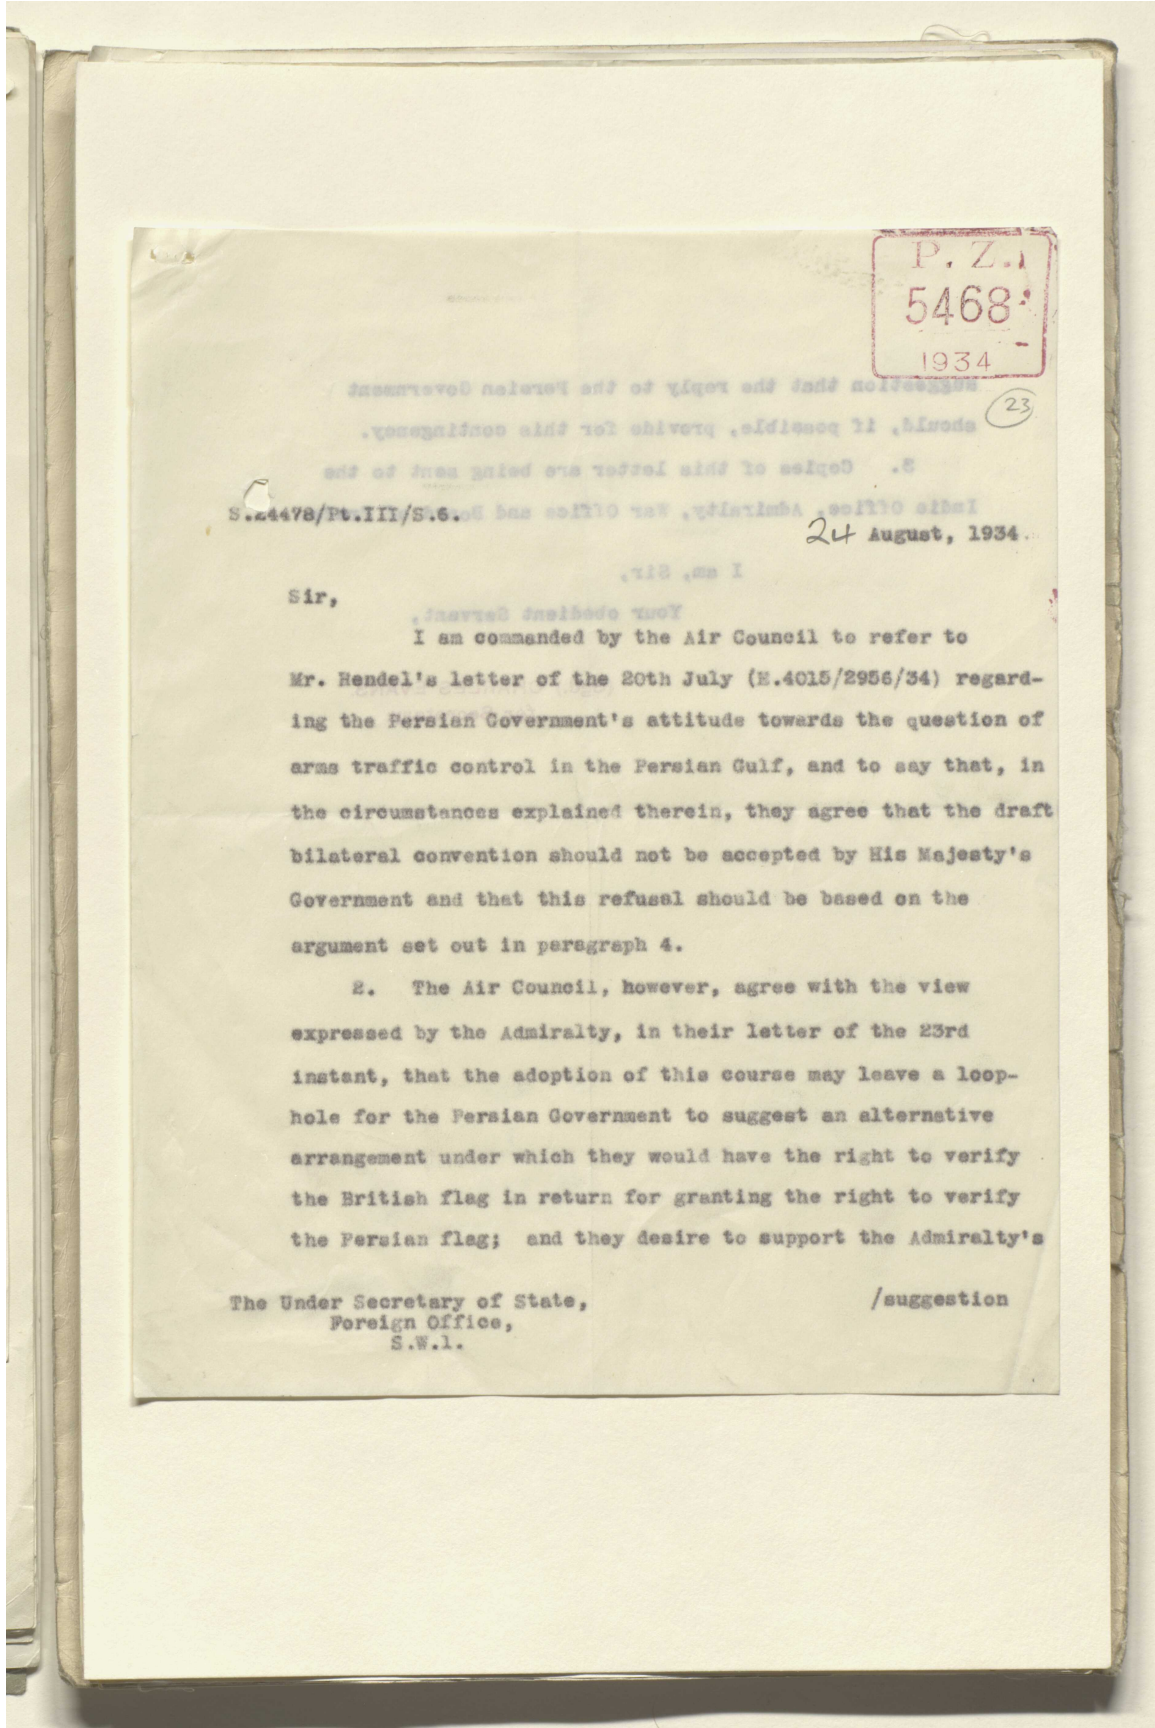 P. Z.
5468
1934
23
S.24478/Pt.III/S.6.
24 August, 1934.
Sir,
I am commanded by the Air Council to refer to
Mr. Rendel's letter of the 20th July (E.4015/2956/34) regard-
ing the Persian Government's attitude towards the question of
arms traffic control in the Persian Gulf, and to say that, in
the circumstances explained therein, they agree that the draft
bilateral convention should not be accepted by His Majesty's
Government and that this refusal should be based on the
argument set out in paragraph 4.
2. The Air Council, however, agree with the view
expressed by the Admiralty, in their letter of the 23rd
instant, that the adoption of this course may leave a loop-
hole for the Persian Government to suggest an alternative
arrangement under which they would have the right to verify
the British flag in return for granting the right to verify
the Persian flag; and they desire to support the Admiralty's
/suggestion
The Under Secretary of State,
Foreign Office,
S.W.1.